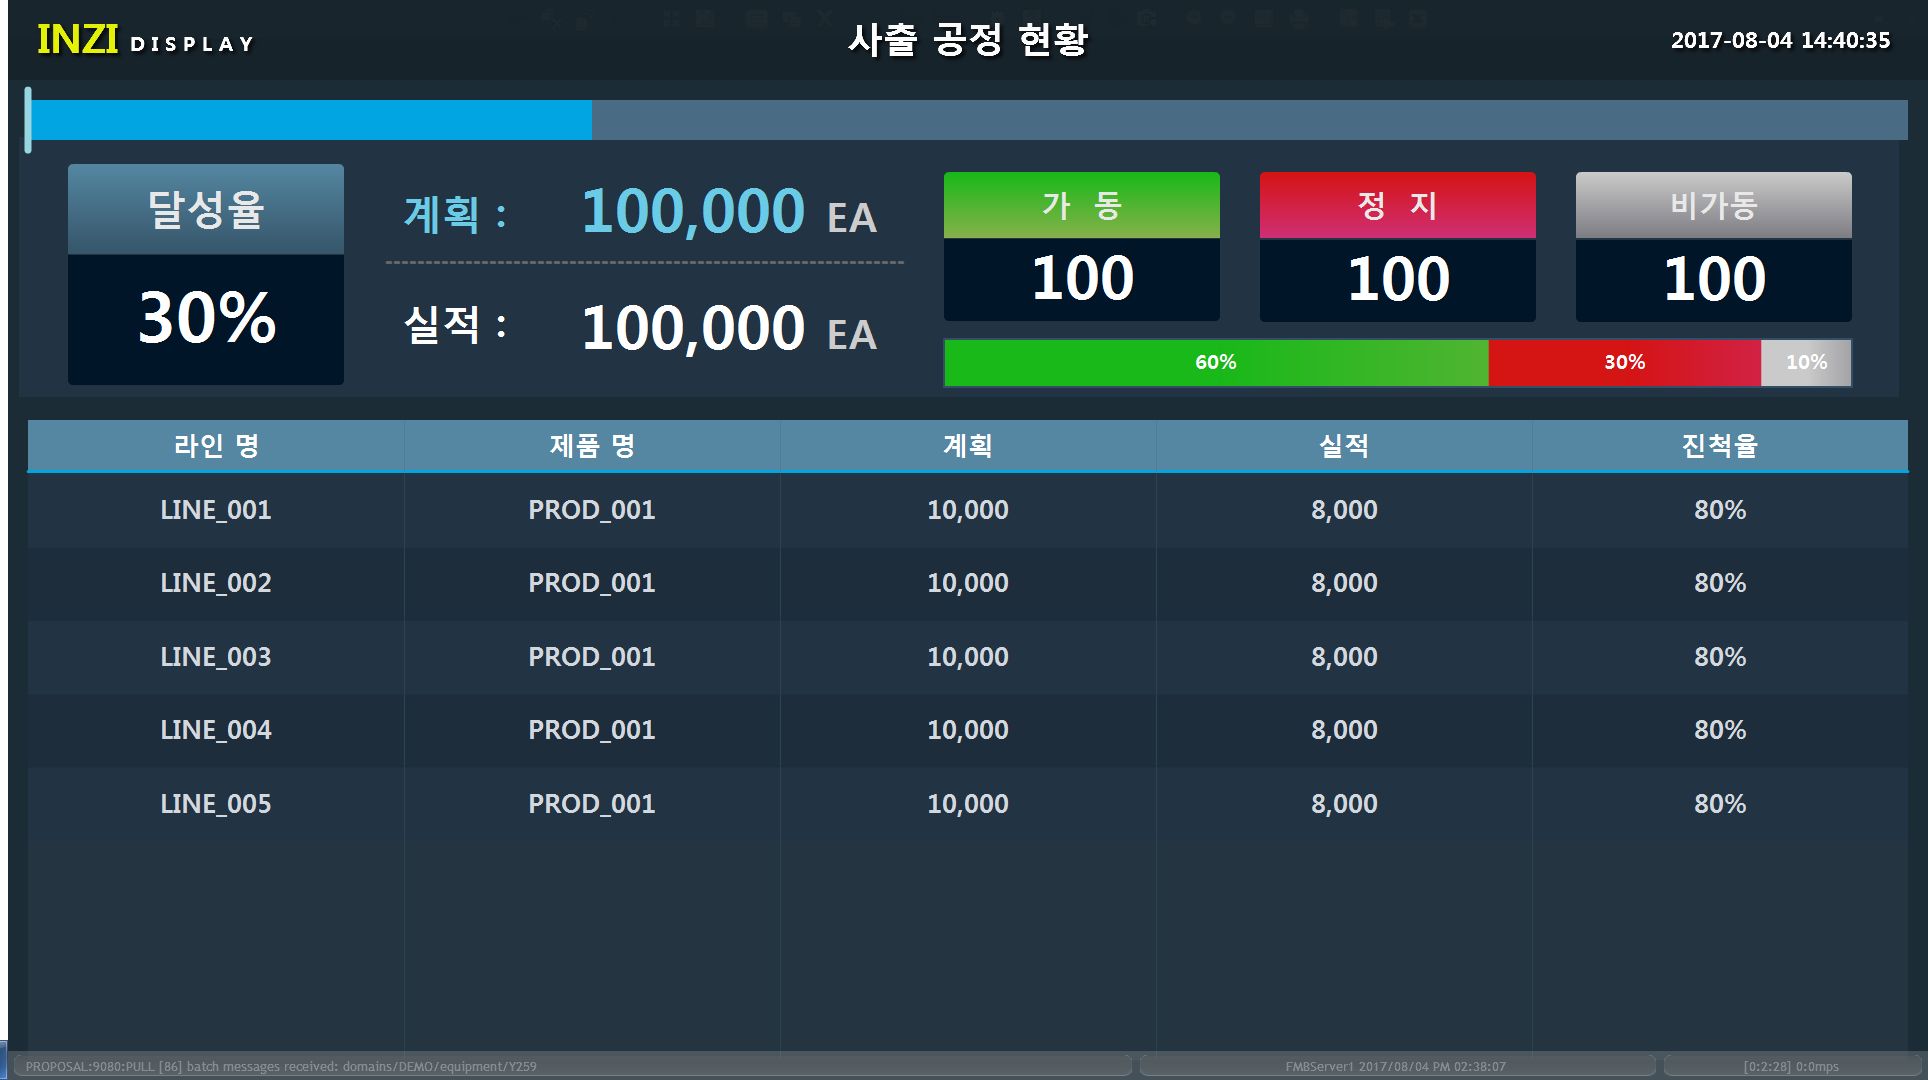 INZI DISPLAY
사출 공정 현황
2017-08-04 14:40:35
달성율
30%
계획 : 100,000 EA
실적 : 100,000 EA
가 동
100
정 지
100
비가동
100
60% 30% 10%
라인 명 제품 명 계획 실적 진척율
LINE_001 PROD_001 10,000 8,000 80%
LINE_002 PROD_001 10,000 8,000 80%
LINE_003 PROD_001 10,000 8,000 80%
LINE_004 PROD_001 10,000 8,000 80%
LINE_005 PROD_001 10,000 8,000 80%
PROPOSAL:9080:PULL [86] batch messages received: domains/DEMO/equipment/Y259
FMBServer1 2017/08/04 PM 02:38:07
[0:2:28] 0:0mps